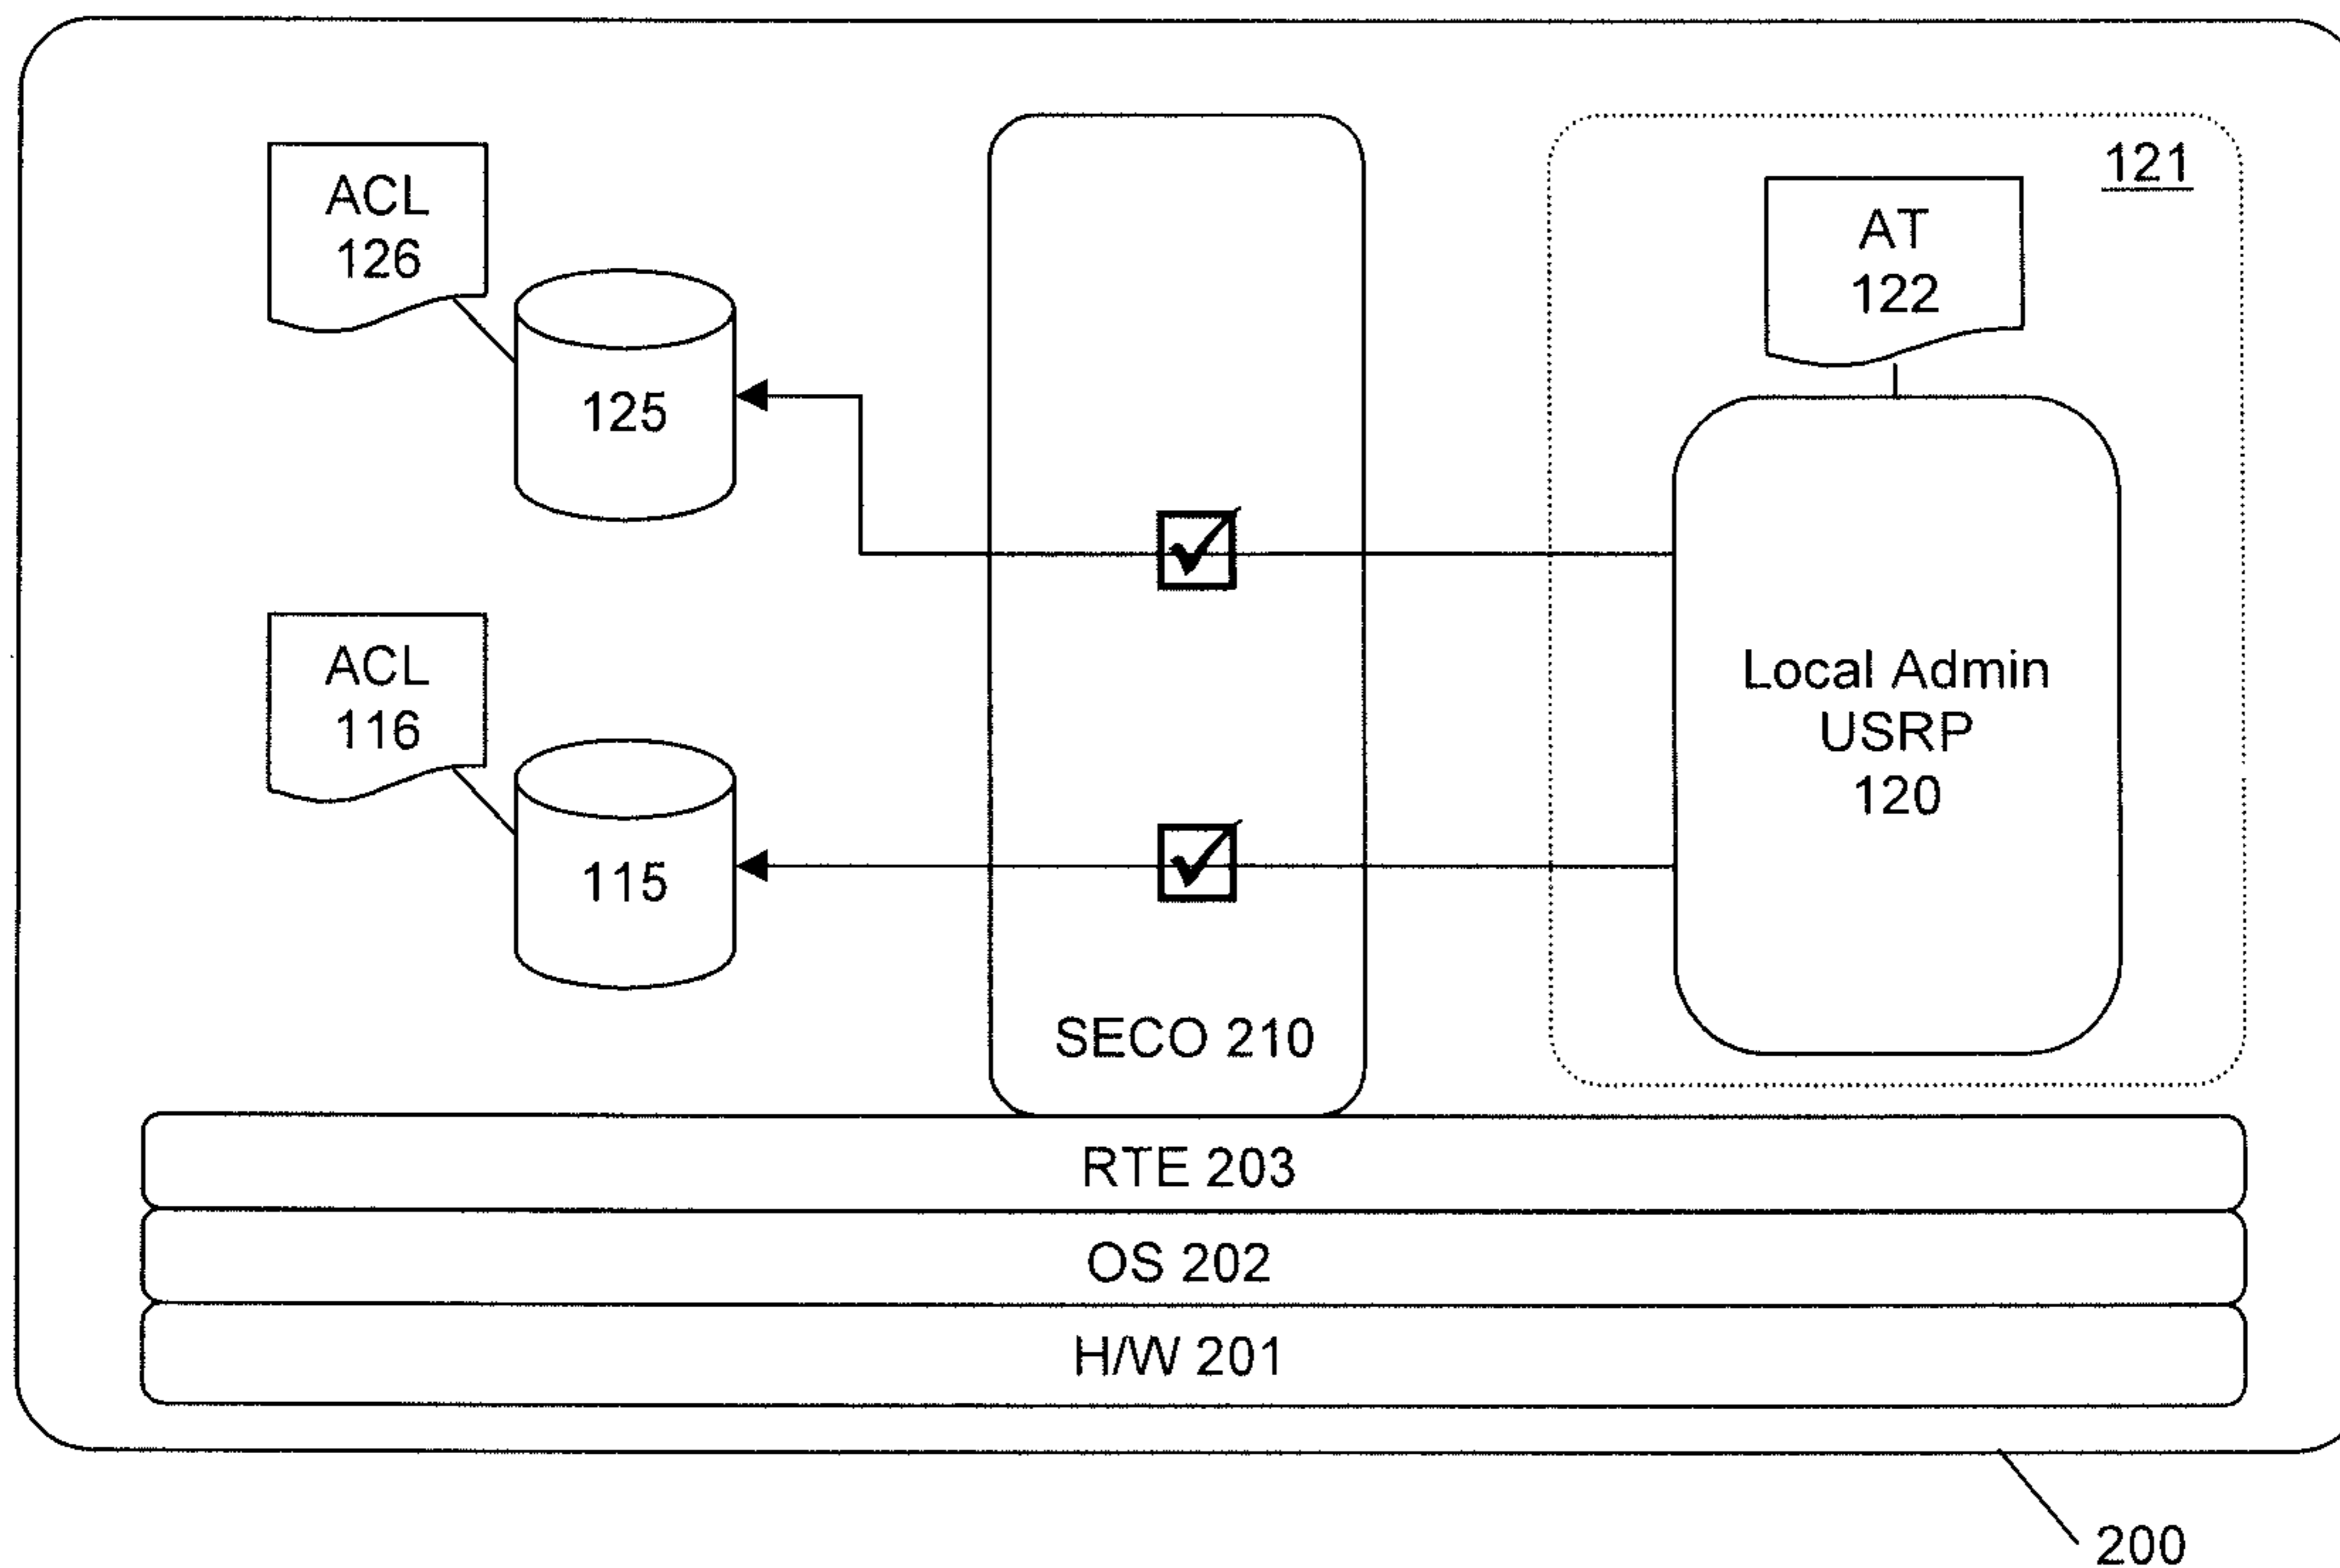 121
ACL
126
AT
122
125
ACL
116
Local Admin
USRP
120
115
SECO 210
RTE 203
OS 202
H/W 201
200